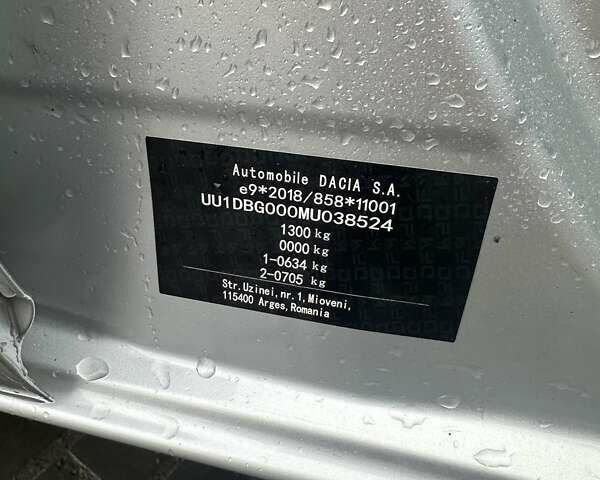 Automobile DACIA S.A.
e9*2018/858*11001
UU1DBG000MU038524
1300 kg
0000 kg
1-0634 kg
2-0705 kg
Str.Uzinei,nr.1,Mioveni,
115400 Arges,Romania